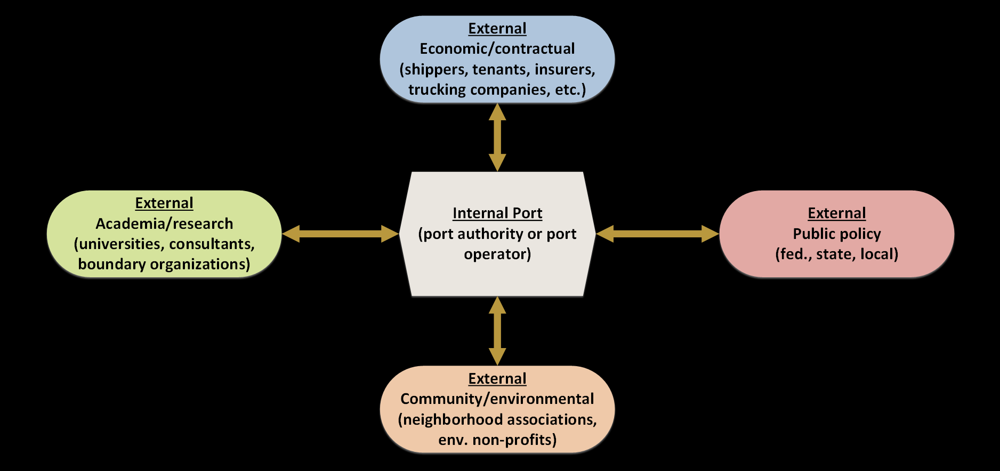 External
Economic/contractual
(shippers, tenants, insurers,
trucking companies, etc.)
External
Academia/research
(universities, consultants,
boundary organizations)
Internal Port
(port authority or port
operator)
External
Public policy
(fed., state, local)
External
Community/environmental
(neighborhood associations,
env. non-profits)